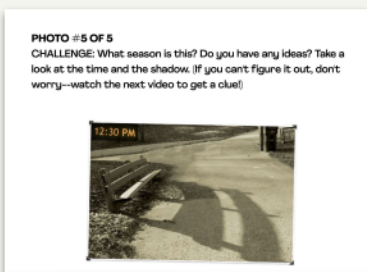 PHOTO #5 OF 5
CHALLENGE: What season is this? Do you have any ideas? Take a
look at the time and the shadow. (If you can't figure it out, don't
worry--watch the next video to get a clue!)
12:30 PM